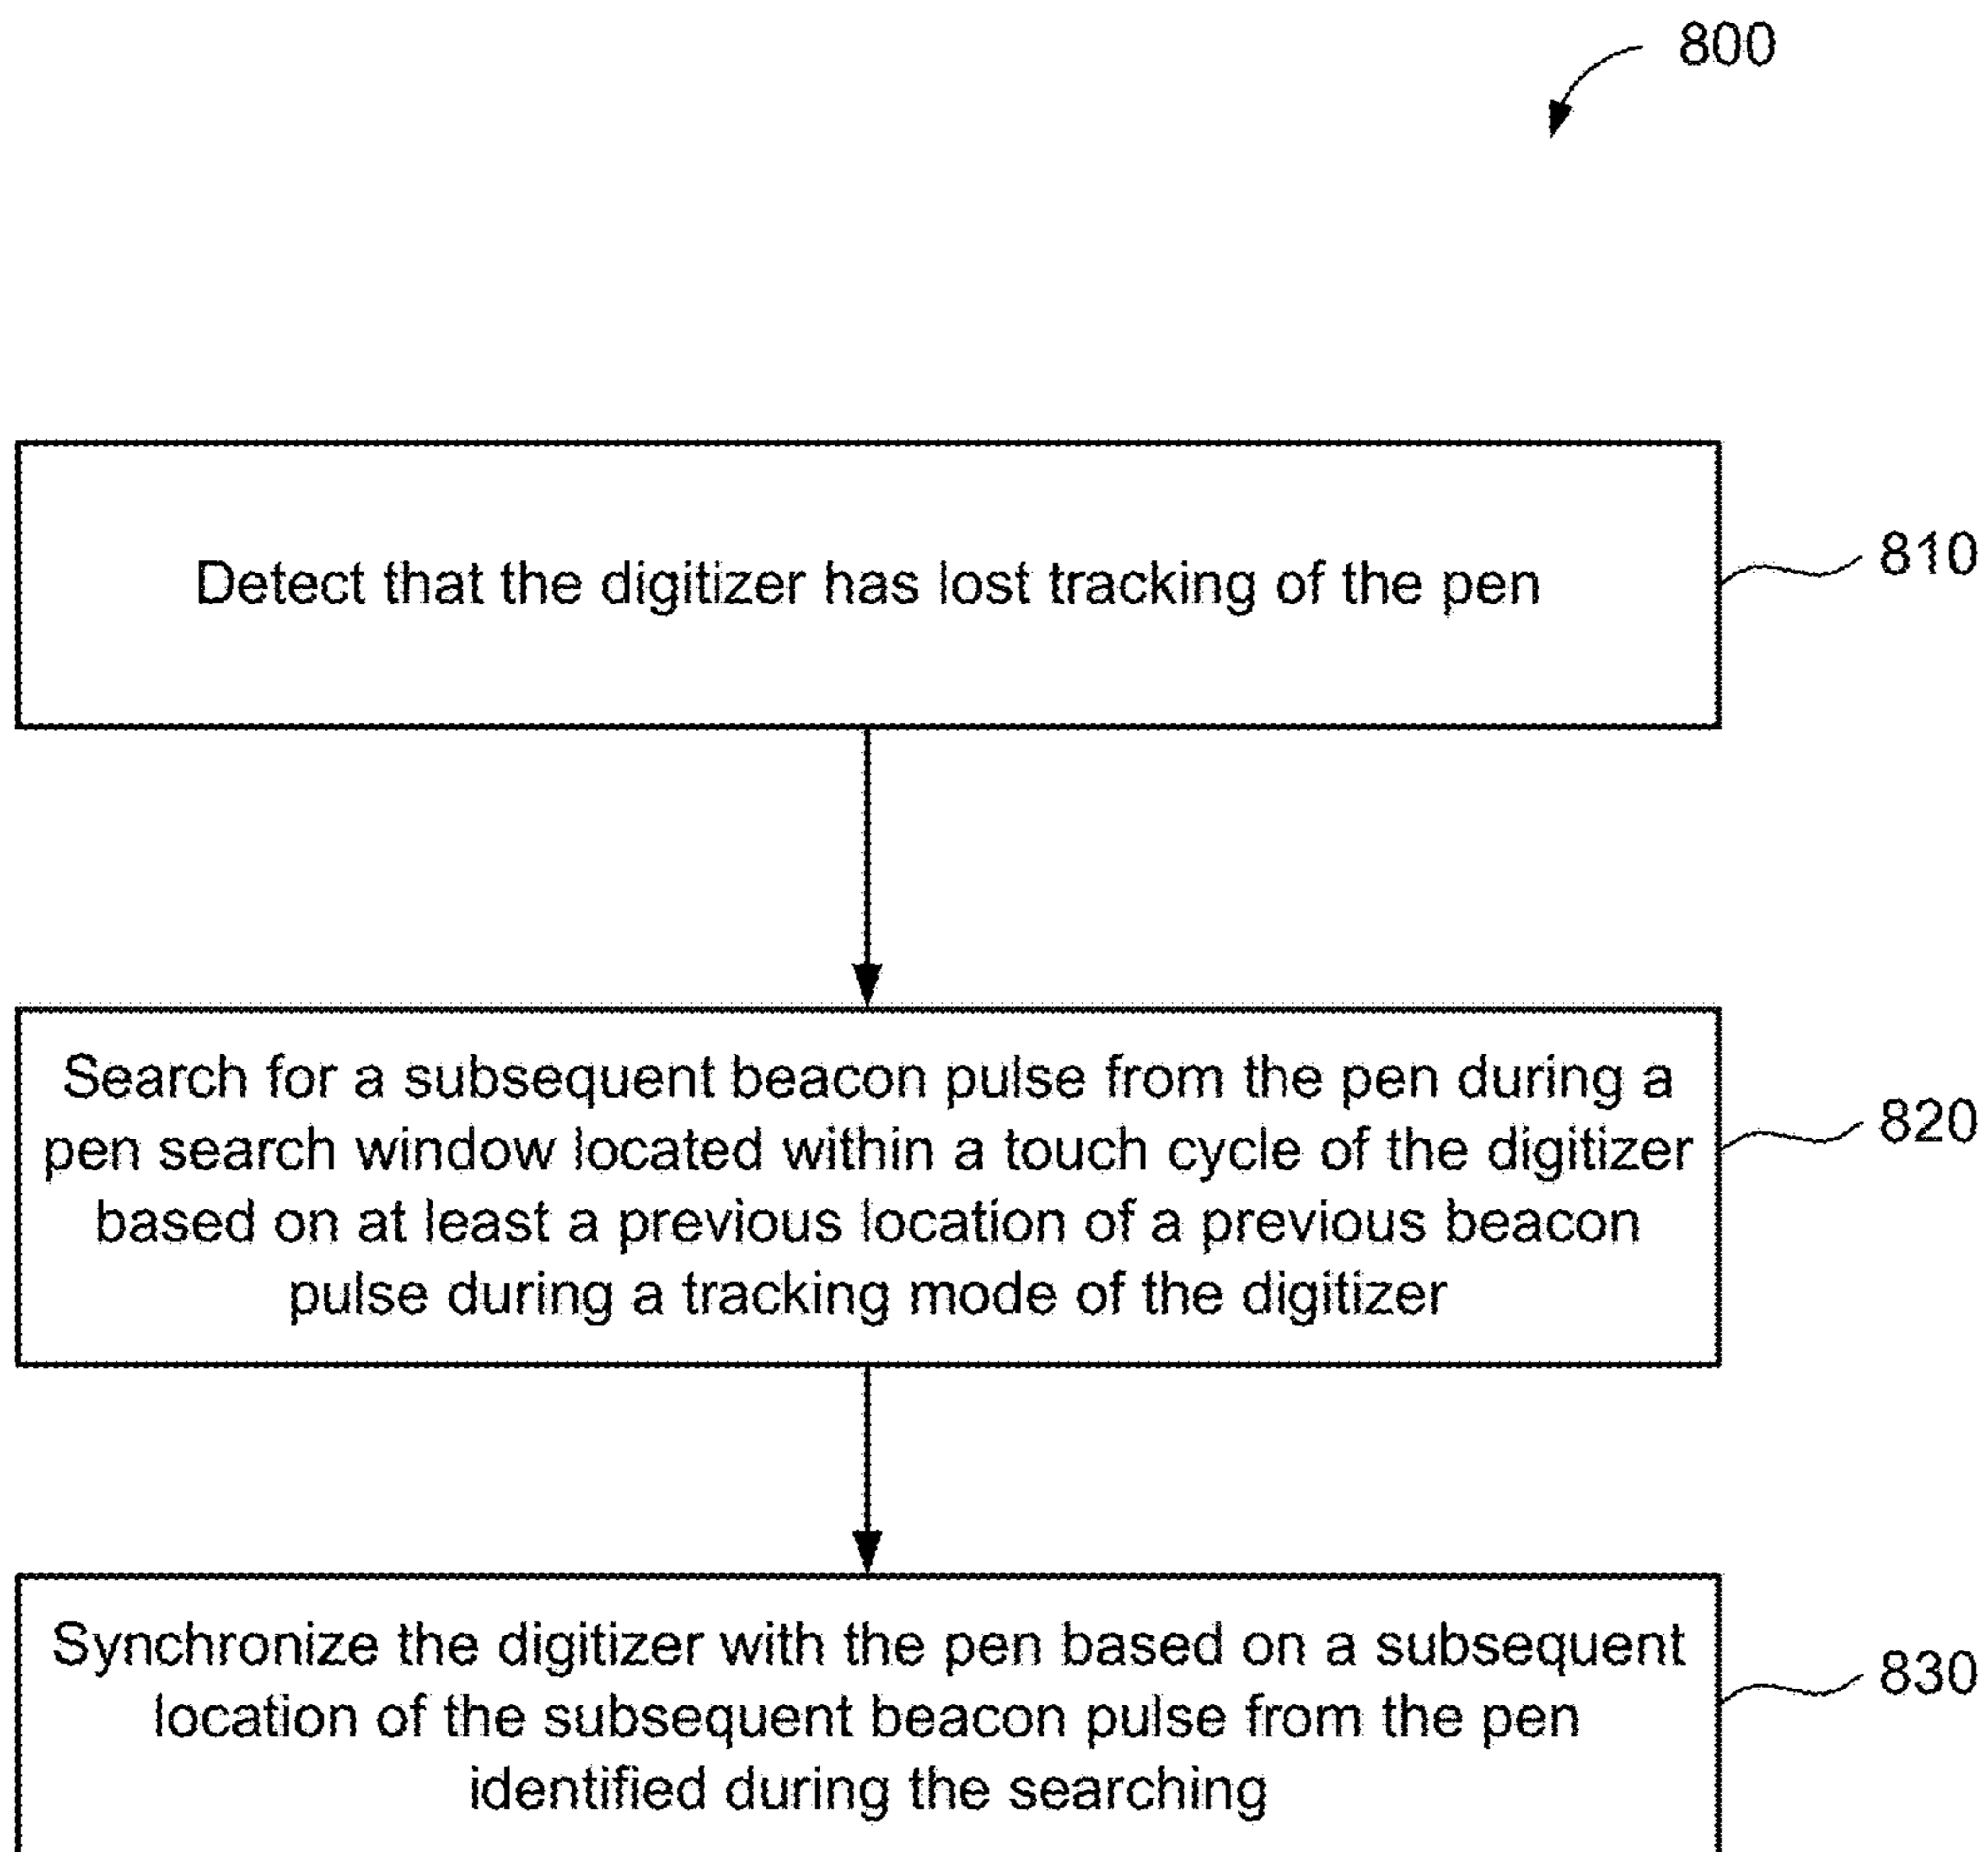 800
Detect that the digitizer has lost tracking of the pen
810
Search for a subsequent beacon pulse from the pen during a
pen search window located within a touch cycle of the digitizer
based on at least a previous location of a previous beacon
pulse during a tracking mode of the digitizer
820
Synchronize the digitizer with the pen based on a subsequent
location of the subsequent beacon pulse from the pen
identified during the searching
830